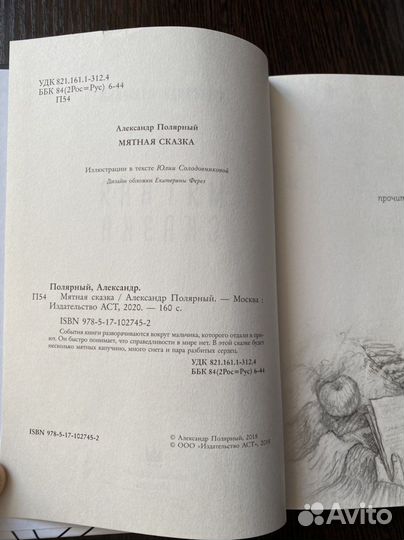 УДК 821.161.1-312.4
ББК 84(2Рос=Рус) 6-44
П54
Александр Полярный
МЯТНАЯ СКАЗКА
Иллюстрации в тексте Юлии Солодовниковой
Дизайн обложки Екатерины Ферез
прочит
Полярный, Александр.
П54 Мятная сказка / Александр Полярный. — Москва :
Издательство АСТ, 2020. — 160 с.
ISBN 978-5-17-102745-2
События книги разворачиваются вокруг мальчика, которого отдали в при-
ют. Он быстро понимает, что справедливости в мире нет. В этой сказке будет
несколько мятных капучино, много снега и пара разбитых сердец.
УДК 821.161.1-312.4
ББК 84(2Рос=Рус) 6-44
ISBN 978-5-17-102745-2
© Александр Полярный, 2018
© ООО «Издательство АСТ», 2018
Avito